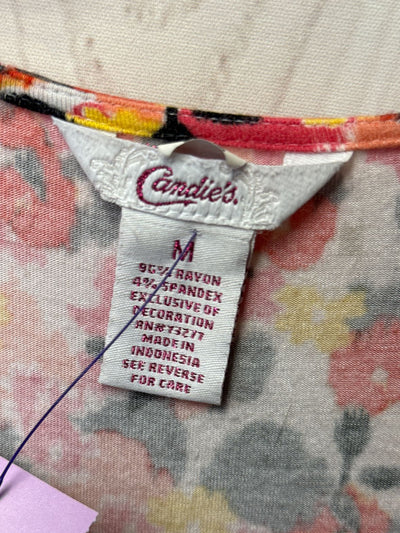 Candie's.
M
96% RAYON
4% SPANDEX
EXCLUSIVE OF
DECORATION
RN#73277
MADE IN
INDONESIA
SEE REVERSE
FOR CARE